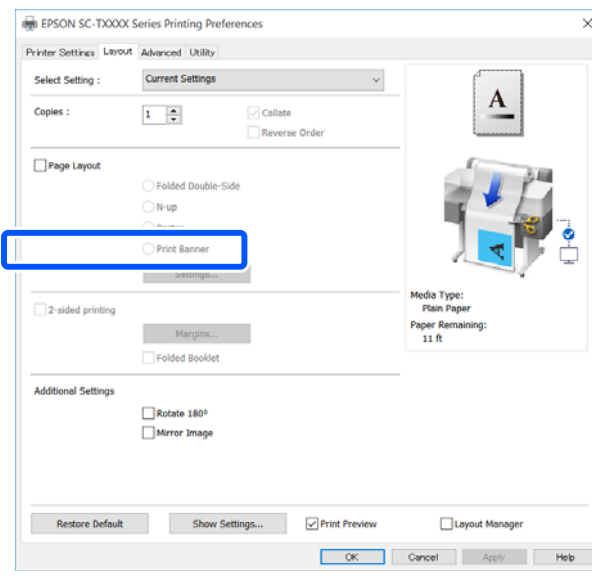 EPSON SC-TXXXX Series Printing Preferences
Printer Settings Layout Advanced Utility
Select Setting : Current Settings
Copies : 1 Collate
Reverse Order
Page Layout
Folded Double-Side
N-up
Print Banner
Settings...
2-sided printing
Margins...
Folded Booklet
Additional Settings
Rotate 180°
Mirror Image
A
Media Type:
Plain Paper
Paper Remaining:
11 ft
Restore Default Show Settings... Print Preview Layout Manager
OK Cancel Apply Help